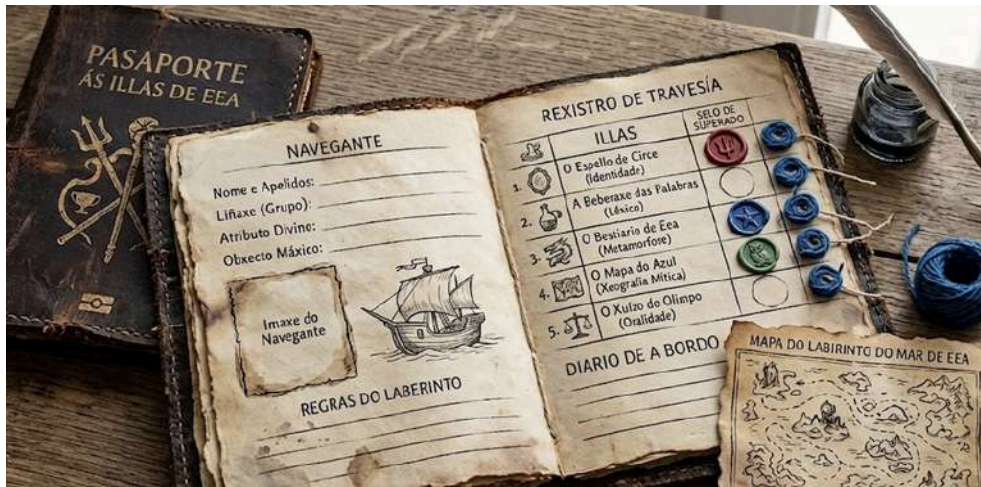 PASAPORTE
ÁS ILLAS DE EEA
NAVEGANTE
Nome e Apelidos:
Liñaxe (Grupo):
Atributo Divino:
Obxecto Máxico:
Imaxe do
Navegante
REGRAS DO LABERINTO
REXISTRO DE TRAVESÍA
ILLAS
SELO DE
SUPERADO
1. O Espello de Circe
(Identidade)
2. A Beberaxe das Palabras
(Léxico)
3. O Bestiario de Eea
(Metamorfose)
4. O Mapa do Azul
(Xeografía Mítica)
5. O Xuízo do Olimpo
(Oralidade)
DIARIO DE A BORDO
MAPA DO LABIRINTO DO MAR DE EEA